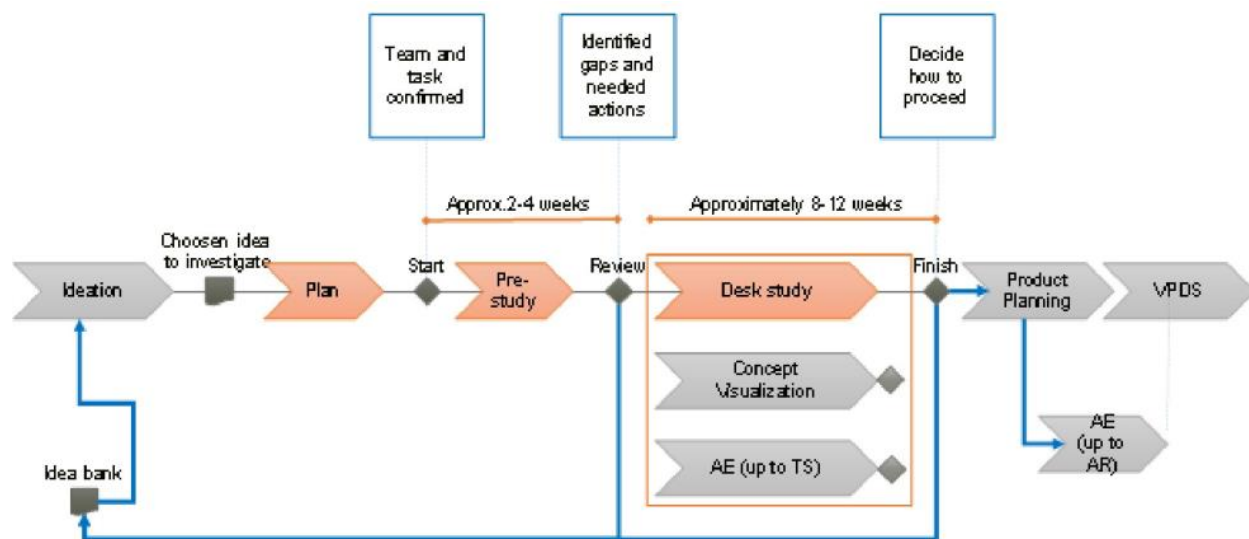 Team and
task
confirmed
Identified
gaps and
needed
actions
Decide
how to
proceed
Approx.2-4 weeks
Approximately 8-12 weeks
Choosen idea
to investigate
Ideation
Plan
Start
Pre-
study
Review
Desk study
Finish
Product
Planning
VPDS
Concept
Visualization
AE (up to TS)
AE
(up to
AR)
Idea bank